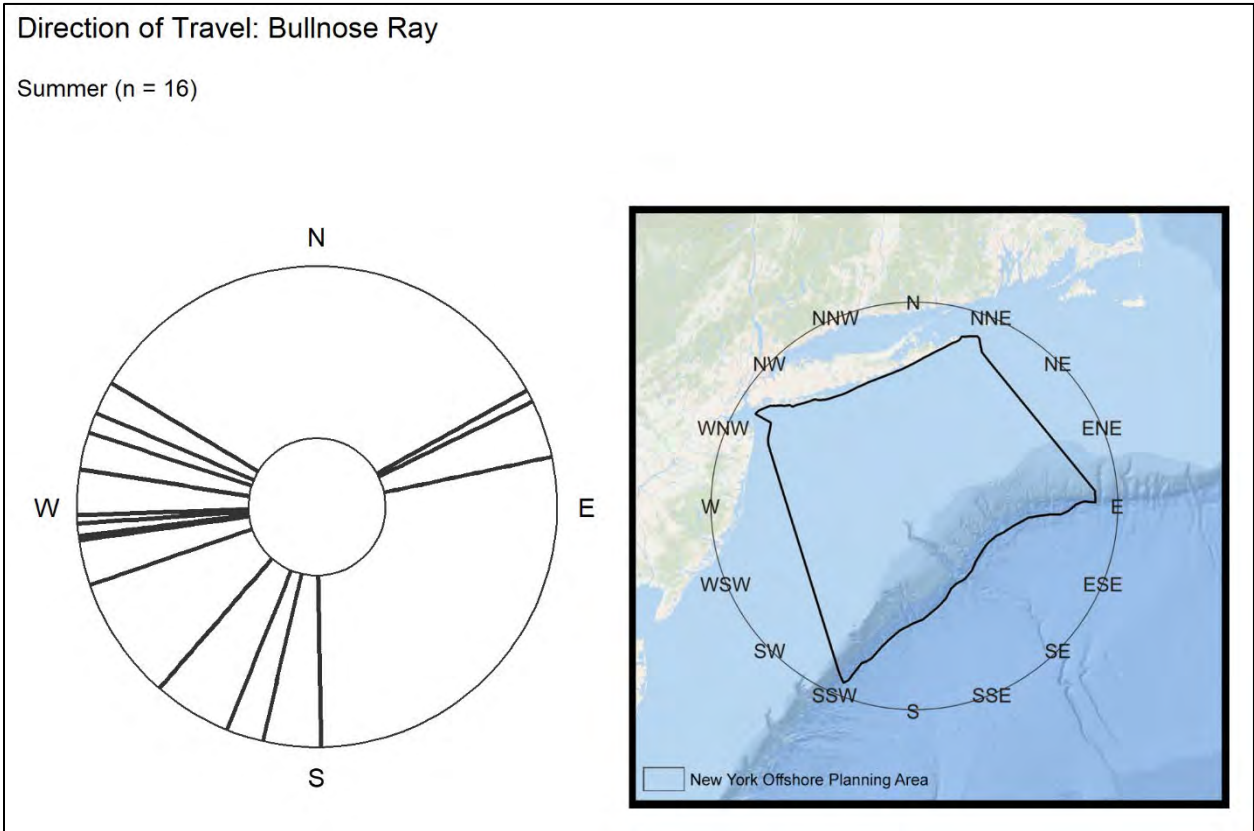 Direction of Travel: Bullnose Ray
Summer (n = 16)
N
W
E
S
N
NNW
NNE
NW
NE
WNW
ENE
W
E
WSW
ESE
SW
SE
SSW
SSE
S
New York Offshore Planning Area